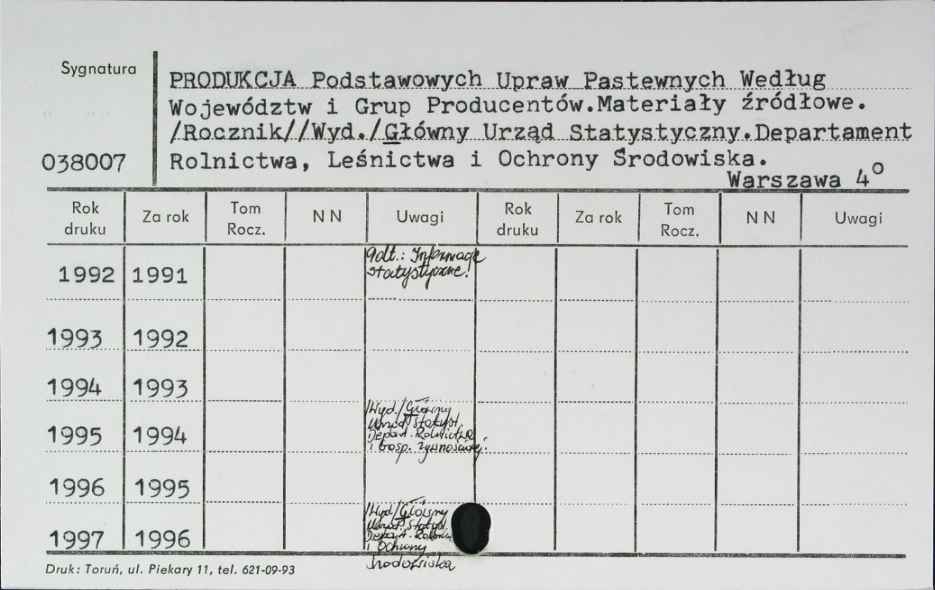 Sygnatura
PRODUKCJA Podstawowych Upraw Pastewnych Według
Województw i Grup Producentów.Materiały źródłowe.
/Rocznik//Wyd./Główny Urząd Statystyczny.Departament
038007 Rolnictwa, Leśnictwa i Ochrony Środowiska.
Warszawa 4°
Rok druku Za rok Tom Rocz. N N Uwagi Rok druku Za rok Tom Rocz. N N Uwagi
1992 1991 Informacje
statystyczne!
1993 1992
1994 1993
/Wyd./Główny
1995 1994 Urząd Statyst.
Depart. Rolnictwa
i Gosp. Żywnościowej.
1996 1995
/Wyd./Główny
Urząd Statyst.
1997 1996
i Ochrony
Środowiska
Druk: Toruń, ul. Piekary 11, tel. 621-09-93